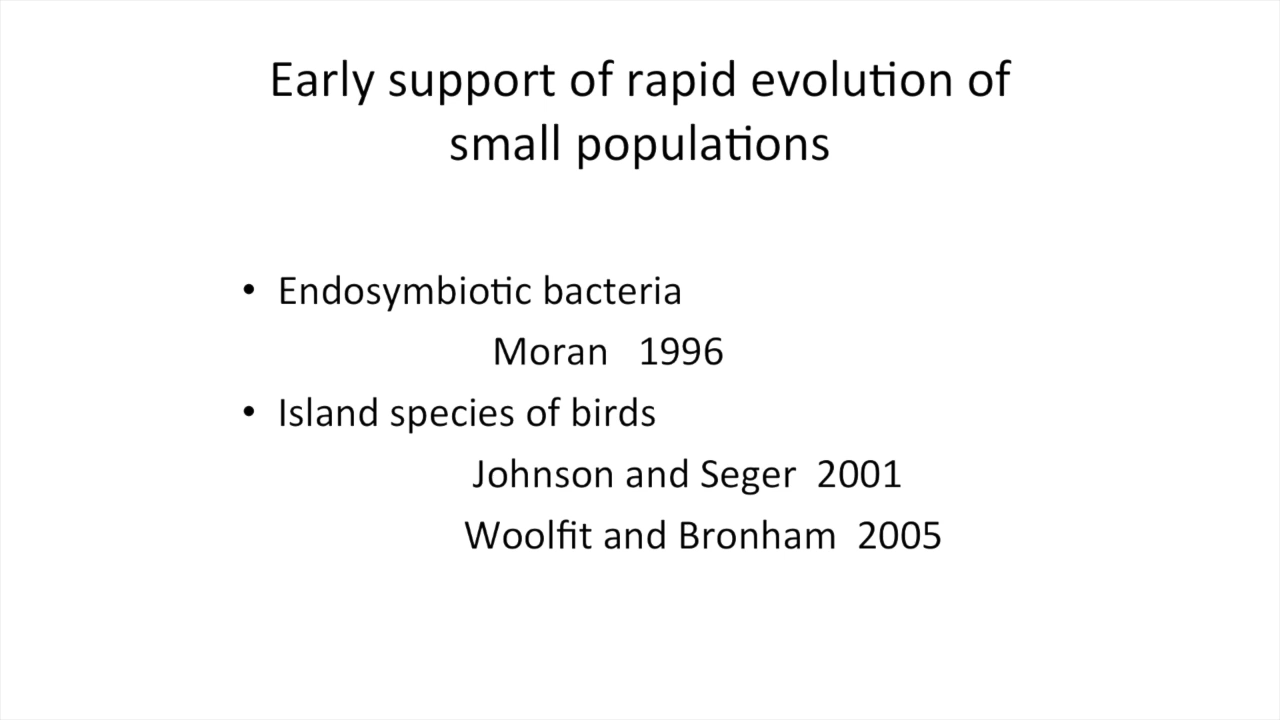 Early support of rapid evolution of
small populations
• Endosymbiotic bacteria
Moran 1996
• Island species of birds
Johnson and Seger 2001
Woolfit and Bronham 2005